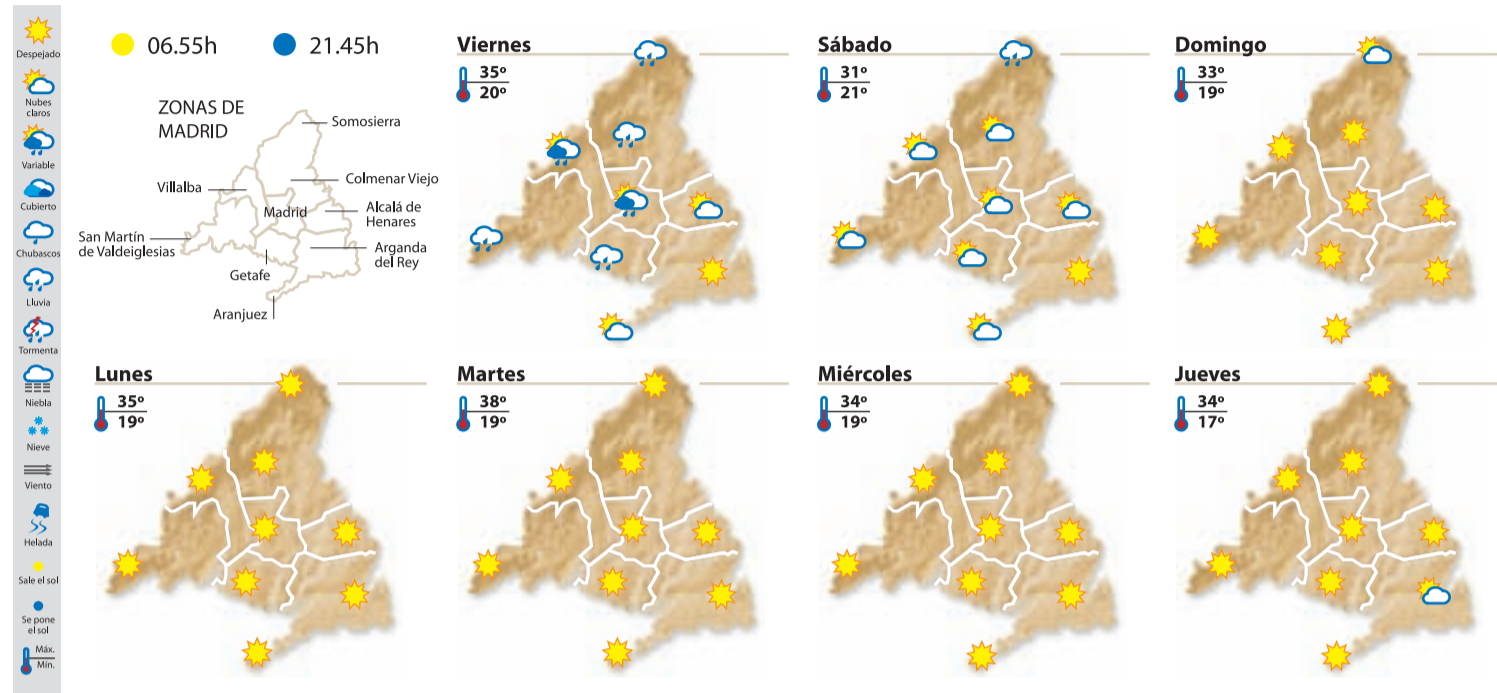 Despejado
Nubes
claros
Variable
Cubierto
Chubascos
Lluvia
Tormenta
Niebla
Nieve
Viento
Helada
Sale el sol
Se pone
el sol
Máx.
Mín.
06.55h
21.45h
ZONAS DE
MADRID
Somosierra
Colmenar Viejo
Villalba
Madrid
Alcalá de
Henares
San Martín
de Valdeiglesias
Arganda
del Rey
Getafe
Aranjuez
Viernes
35º
20º
Sábado
31º
21º
Domingo
33º
19º
Lunes
35º
19º
Martes
38º
19º
Miércoles
34º
19º
Jueves
34º
17º